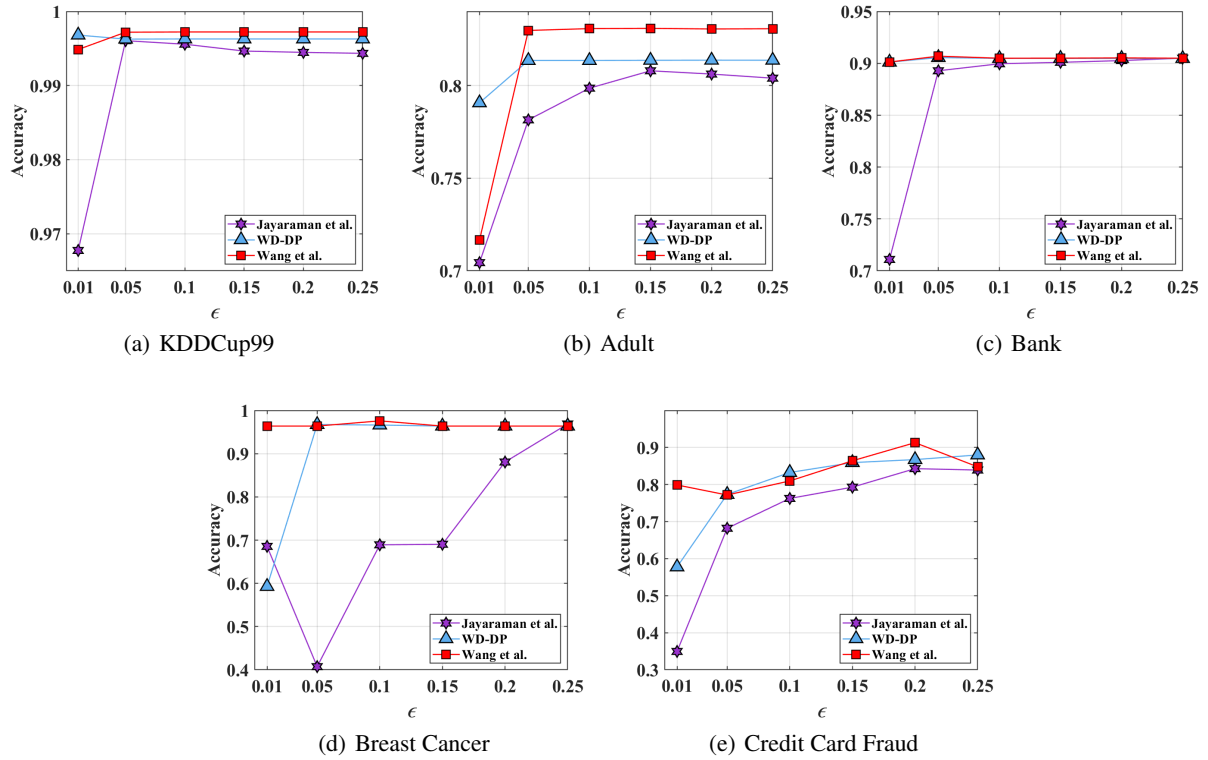 1
0.99
0.98
0.97
Accuracy
Jayaraman et al.
WD-DP
Wang et al.
0.01 0.05 0.1 0.15 0.2 0.25
ϵ
(a) KDDCup99
0.8
0.75
0.7
Accuracy
Jayaraman et al.
WD-DP
Wang et al.
0.01 0.05 0.1 0.15 0.2 0.25
ϵ
(b) Adult
0.95
0.9
0.85
0.8
0.75
0.7
Accuracy
Jayaraman et al.
WD-DP
Wang et al.
0.01 0.05 0.1 0.15 0.2 0.25
ϵ
(c) Bank
1
0.9
0.8
0.7
0.6
0.5
0.4
Accuracy
Jayaraman et al.
WD-DP
Wang et al.
0.01 0.05 0.1 0.15 0.2 0.25
ϵ
(d) Breast Cancer
0.9
0.8
0.7
0.6
0.5
0.4
0.3
Accuracy
Jayaraman et al.
WD-DP
Wang et al.
0.01 0.05 0.1 0.15 0.2 0.25
ϵ
(e) Credit Card Fraud